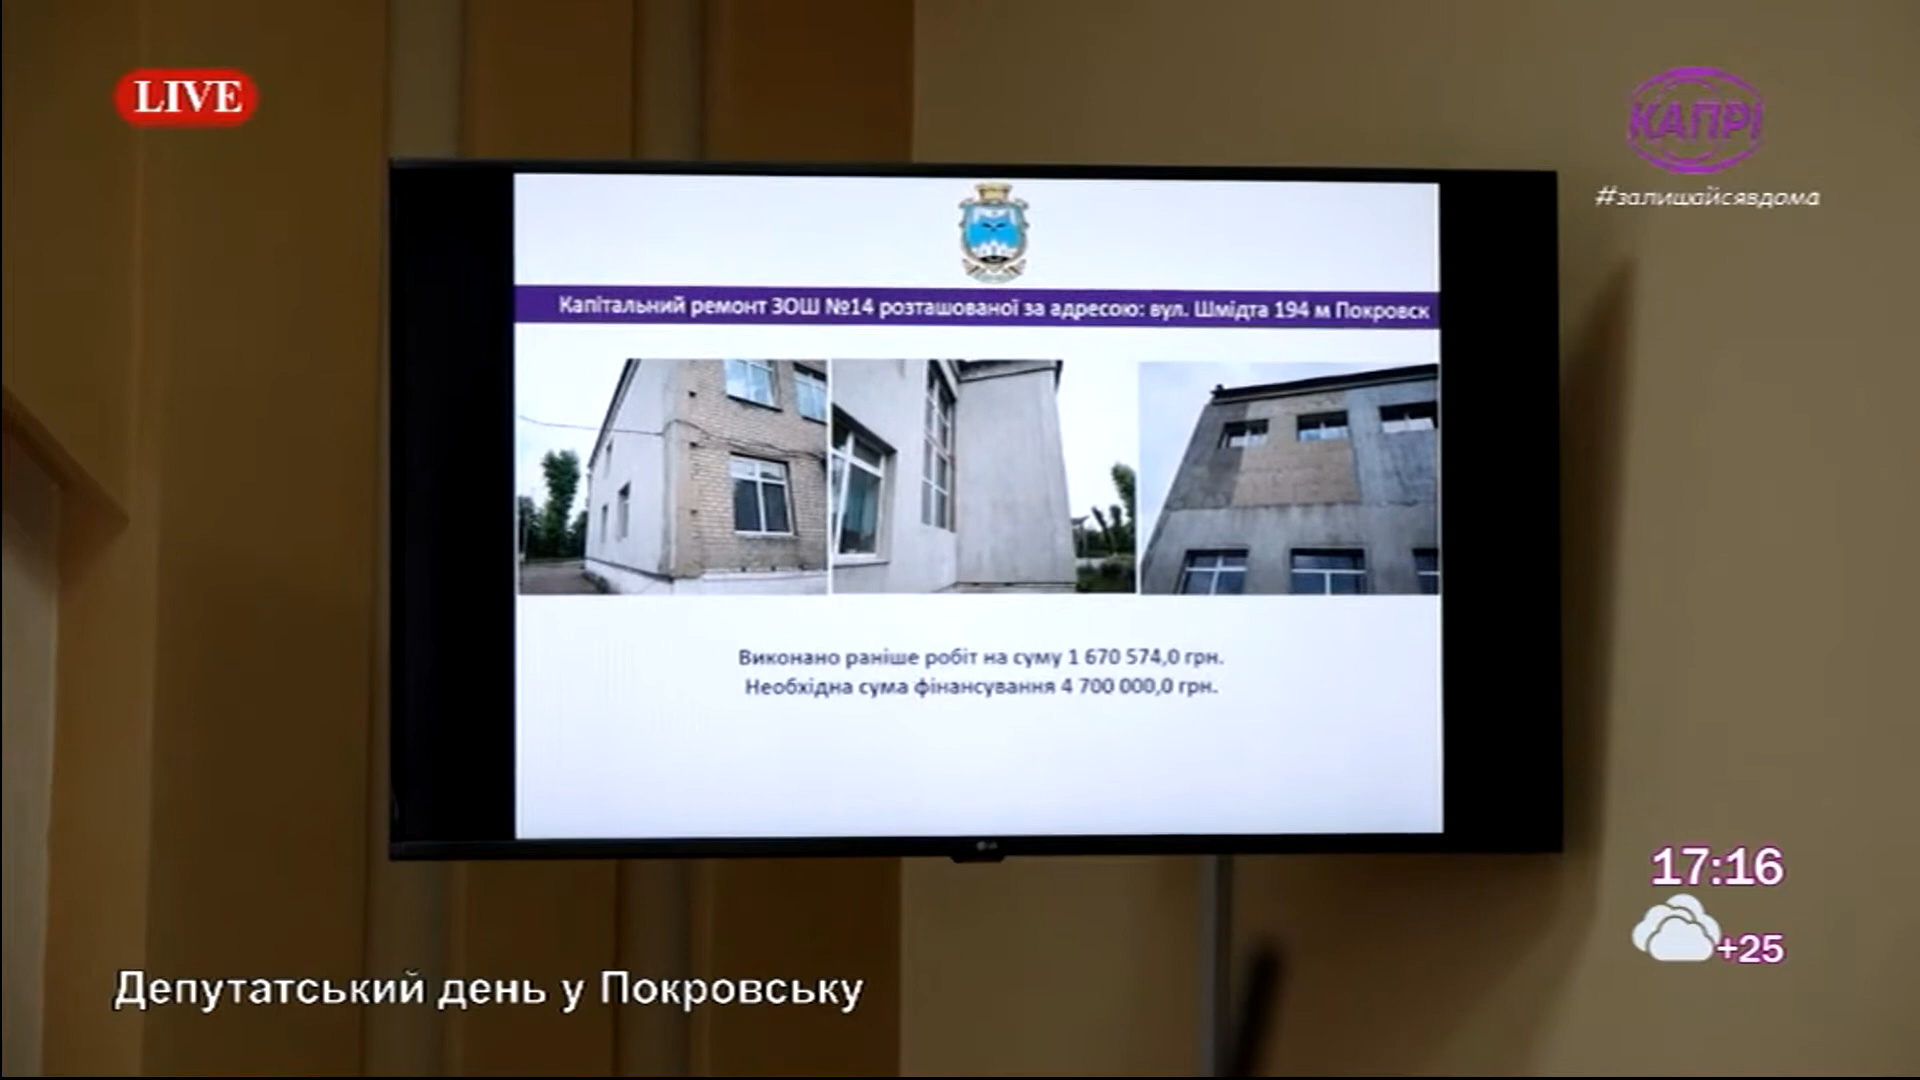 LIVE
КАПРІ
#залишайсявдома
Капітальний ремонт ЗОШ №14 розташованої за адресою: вул. Шмідта 194 м Покровск
Виконано раніше робіт на суму 1 670 574,0 грн.
Необхідна сума фінансування 4 700 000,0 грн.
LG
17:16
+25
Депутатський день у Покровську